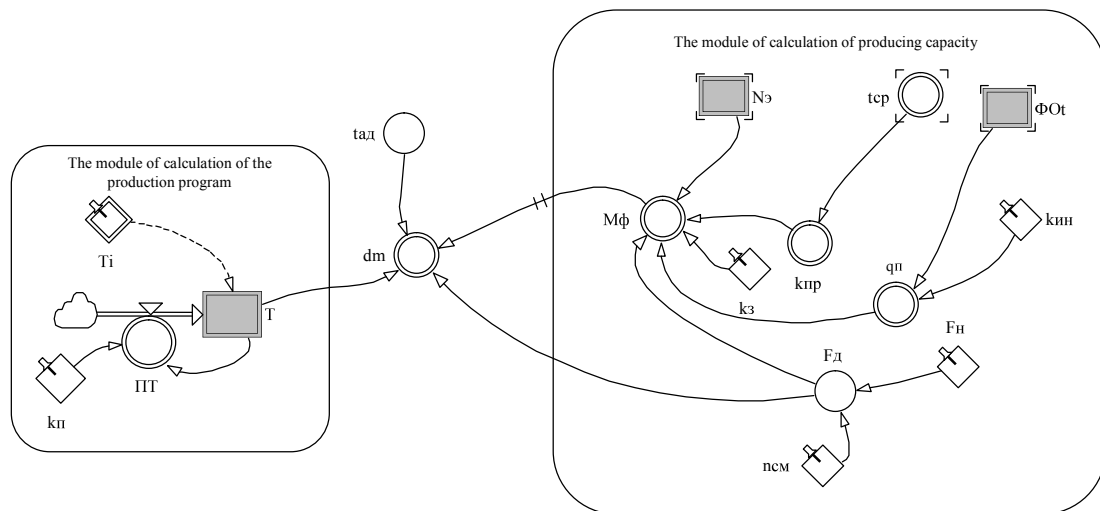 The module of calculation of producing capacity
Nэ
tср
ФОt
tад
The module of calculation of the
production program
Мф
kин
Ti
dm
kпр
qп
kз
T
Fн
Fд
ПТ
kп
nсм